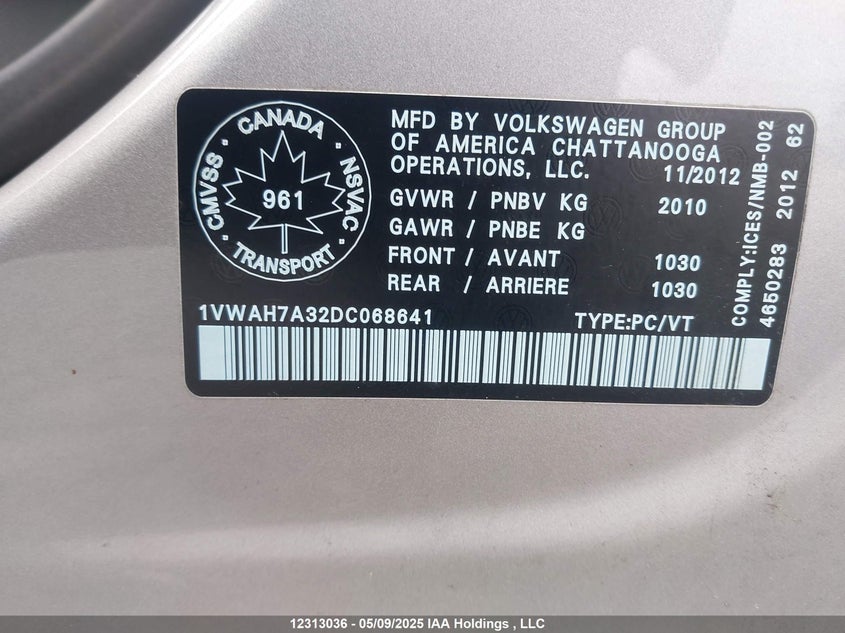 CANADA
CMVSS
NSVAC
961
TRANSPORT
MFD BY VOLKSWAGEN GROUP
OF AMERICA CHATTANOOGA
OPERATIONS, LLC. 11/2012
GVWR / PNBV KG 2010
GAWR / PNBE KG
FRONT / AVANT 1030
REAR / ARRIERE 1030
1VWAH7A32DC068641 TYPE:PC/VT
COMPLY:ICES/NMB-002
4650283 2012 62
12313036 - 05/09/2025 IAA Holdings , LLC